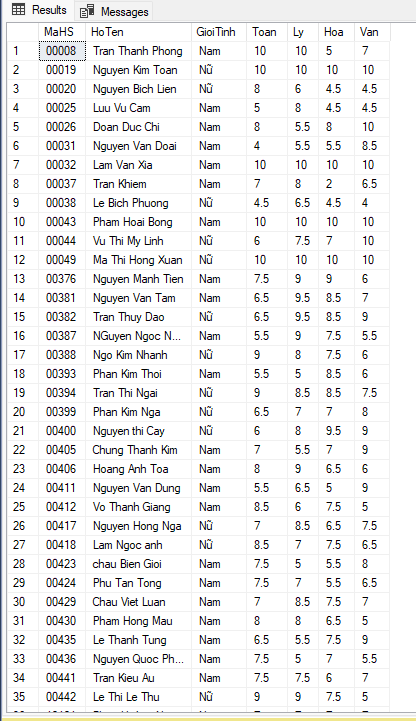 Results Messages
MaHS HoTen GioiTinh Toan Ly Hoa Van
1 00008 Tran Thanh Phong Nam 10 10 5 7
2 00019 Nguyen Kim Toan Nữ 10 10 10 10
3 00020 Nguyen Bich Lien Nữ 8 6 4.5 4.5
4 00025 Luu Vu Cam Nam 5 8 4.5 4.5
5 00026 Doan Duc Chi Nam 8 5.5 8 10
6 00031 Nguyen Van Doai Nam 4 5.5 5.5 8.5
7 00032 Lam Van Xia Nam 10 10 10 10
8 00037 Tran Khiem Nam 7 8 2 6.5
9 00038 Le Bich Phuong Nữ 4.5 6.5 4.5 4
10 00043 Pham Hoai Bong Nam 10 10 10 10
11 00044 Vu Thi My Linh Nữ 6 7.5 7 10
12 00049 Ma Thi Hong Xuan Nữ 10 10 10 10
13 00376 Nguyen Manh Tien Nam 7.5 9 9 6
14 00381 Nguyen Van Tam Nam 6.5 9.5 8.5 7
15 00382 Tran Thuy Dao Nữ 6.5 9.5 8.5 9
16 00387 NGuyen Ngoc N... Nam 5.5 9 7.5 5.5
17 00388 Ngo Kim Nhanh Nữ 9 8 7.5 6
18 00393 Phan Kim Thoi Nam 5.5 5 8.5 6
19 00394 Tran Thi Ngai Nữ 9 8.5 8.5 7.5
20 00399 Phan Kim Nga Nữ 6.5 7 7 8
21 00400 Nguyen thi Cay Nữ 6 8 9.5 9
22 00405 Chung Thanh Kim Nam 7 5.5 7 9
23 00406 Hoang Anh Toa Nam 8 9 6.5 6
24 00411 Nguyen Van Dung Nam 5.5 6.5 5 9
25 00412 Vo Thanh Giang Nam 8.5 6 7.5 5
26 00417 Nguyen Hong Nga Nữ 7 8.5 6.5 7.5
27 00418 Lam Ngoc anh Nữ 8.5 7 7.5 6.5
28 00423 chau Bien Gioi Nam 7.5 5 5.5 8
29 00424 Phu Tan Tong Nam 7.5 7 5.5 6.5
30 00429 Chau Viet Luan Nam 7 8.5 7.5 7
31 00430 Pham Hong Mau Nam 8 8 6.5 5
32 00435 Le Thanh Tung Nam 6.5 5.5 7.5 9
33 00436 Nguyen Quoc Ph... Nam 7.5 5 7 5.5
34 00441 Tran Kieu Au Nam 7.5 7.5 6 7
35 00442 Le Thi Le Thu Nữ 9 9 7.5 5